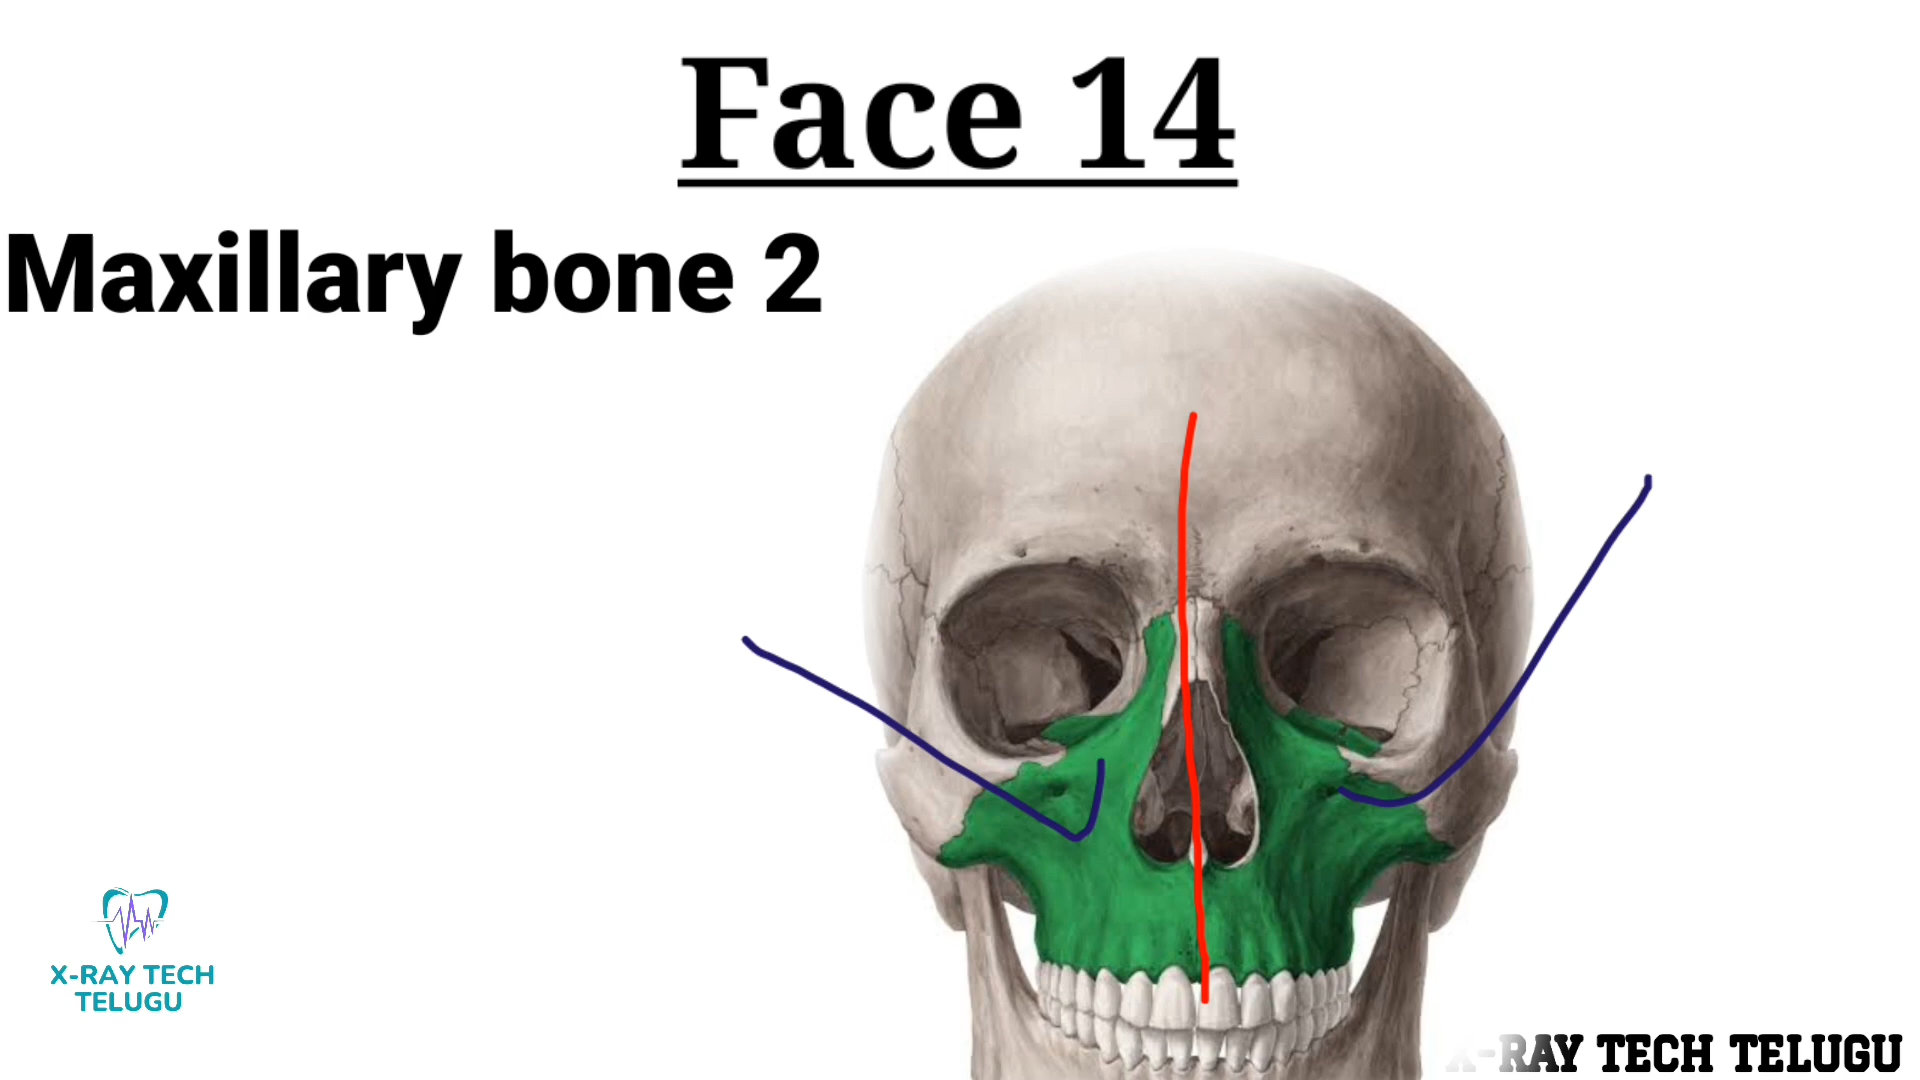 Face 14
Maxillary bone 2
X-RAY TECH
TELUGU
X-RAY TECH TELUGU